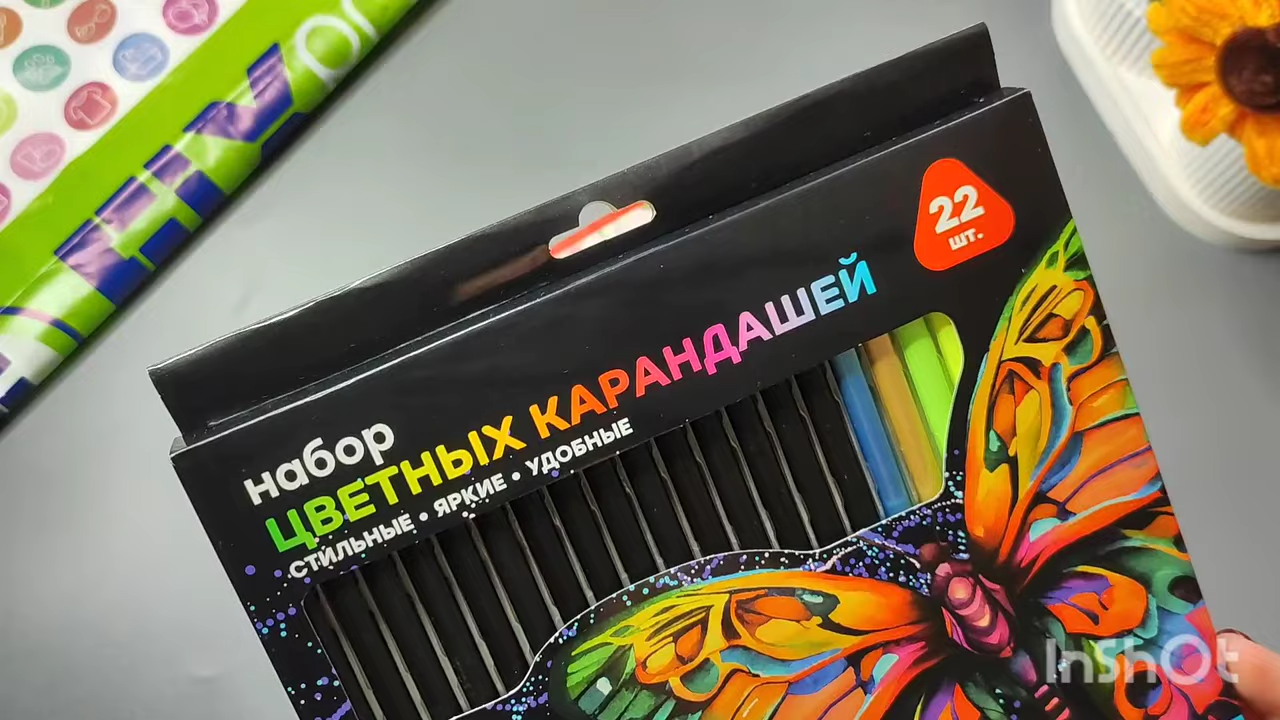 22
шт.
набор
ЦВЕТНЫХ КАРАНДАШЕЙ
СТИЛЬНЫЕ • ЯРКИЕ • УДОБНЫЕ
InShOt